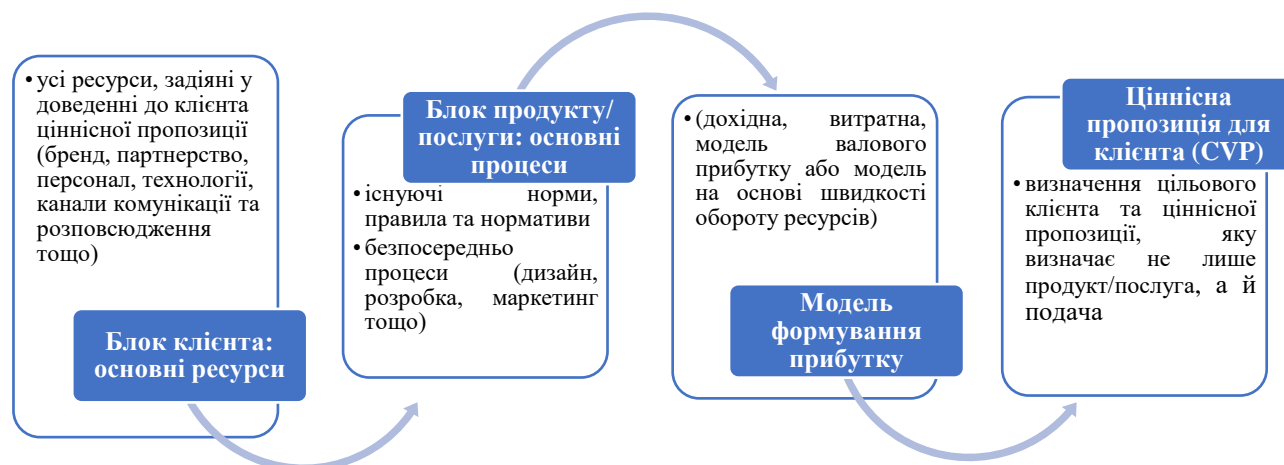 • усі ресурси, задіяні у
доведенні до клієнта
ціннісної пропозиції
(бренд, партнерство,
персонал, технології,
канали комунікації та
розповсюдження
тощо)
Блок клієнта:
основні ресурси
Блок продукту/
послуги: основні
процеси
• існуючі норми,
правила та нормативи
• безпосередньо
процеси (дизайн,
розробка, маркетинг
тощо)
• (дохідна, витратна,
модель валового
прибутку або модель
на основі швидкості
обороту ресурсів)
Модель
формування
прибутку
Ціннісна
пропозиція для
клієнта (CVP)
• визначення цільового
клієнта та ціннісної
пропозиції, яку
визначає не лише
продукт/послуга, а й
подача